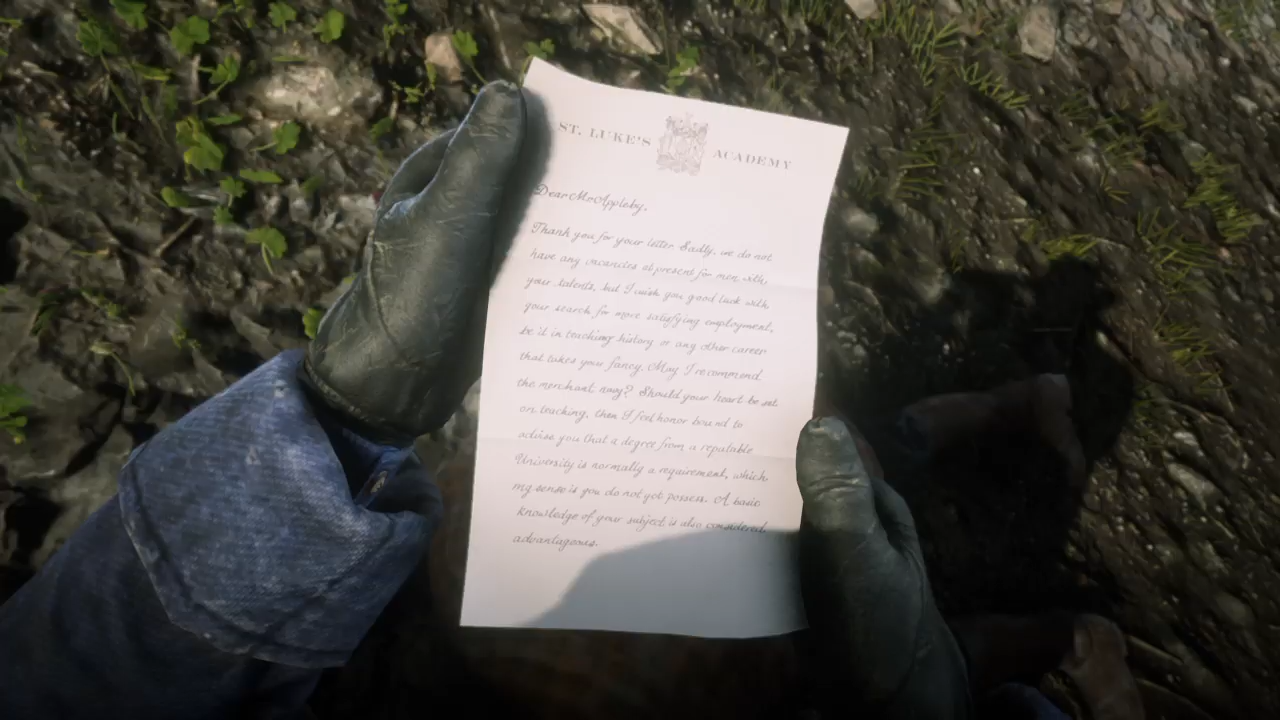 ST. LUKE'S ACADEMY
Dear Mr Appleby,
Thank you for your letter. Sadly, we do not
have any vacancies at present for men with
your talents, but I wish you good luck with
your search for more satisfying employment,
be it in teaching history or any other career
that takes your fancy. May I recommend
the merchant navy? Should your heart be set
on teaching, then I feel honor bound to
advise you that a degree from a reputable
University is normally a requirement, which
my sense is you do not yet possess. A basic
knowledge of your subject is also considered
advantageous.